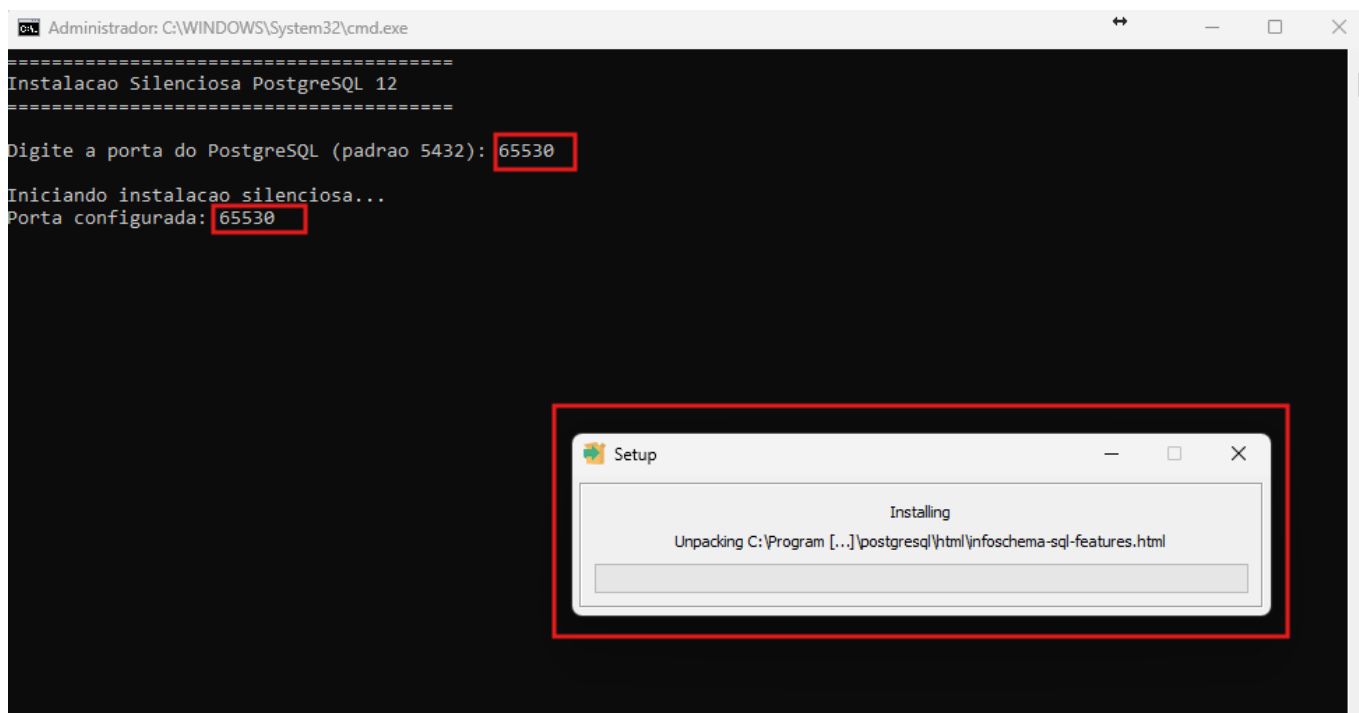 Administrador: C:\WINDOWS\System32\cmd.exe
========================================
Instalacao Silenciosa PostgreSQL 12
========================================
Digite a porta do PostgreSQL (padrao 5432): 65530
Iniciando instalacao silenciosa...
Porta configurada: 65530
Setup
Installing
Unpacking C:\Program [...]\postgresql\html\infoschema-sql-features.html